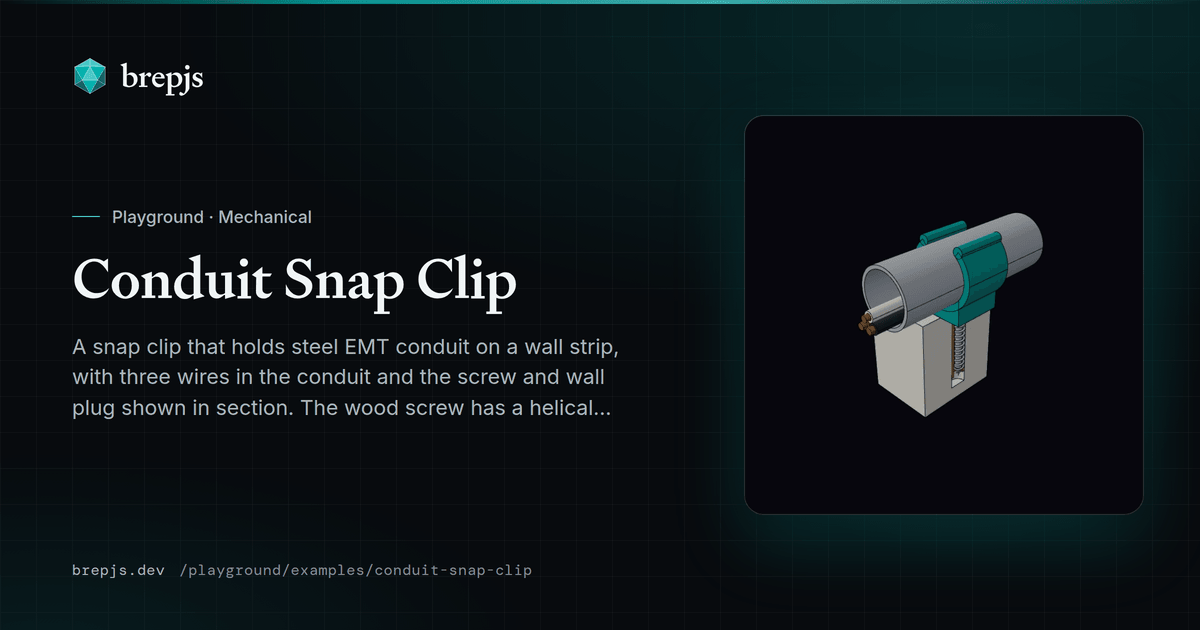 brepjs
Playground · Mechanical
Conduit Snap Clip
A snap clip that holds steel EMT conduit on a wall strip,
with three wires in the conduit and the screw and wall
plug shown in section. The wood screw has a helical...
brepjs.dev /playground/examples/conduit-snap-clip